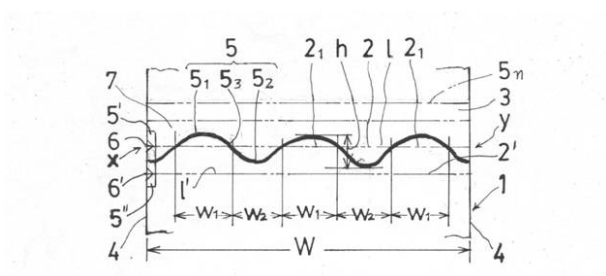 5
7 5₁ 5₃ 5₂ 2₁ h 2 l 2₁ 5n
3
5'
6 y
x 2'
6' l' 1
5"
4 W₁ W₂ W₁ W₂ W₁ 4
W